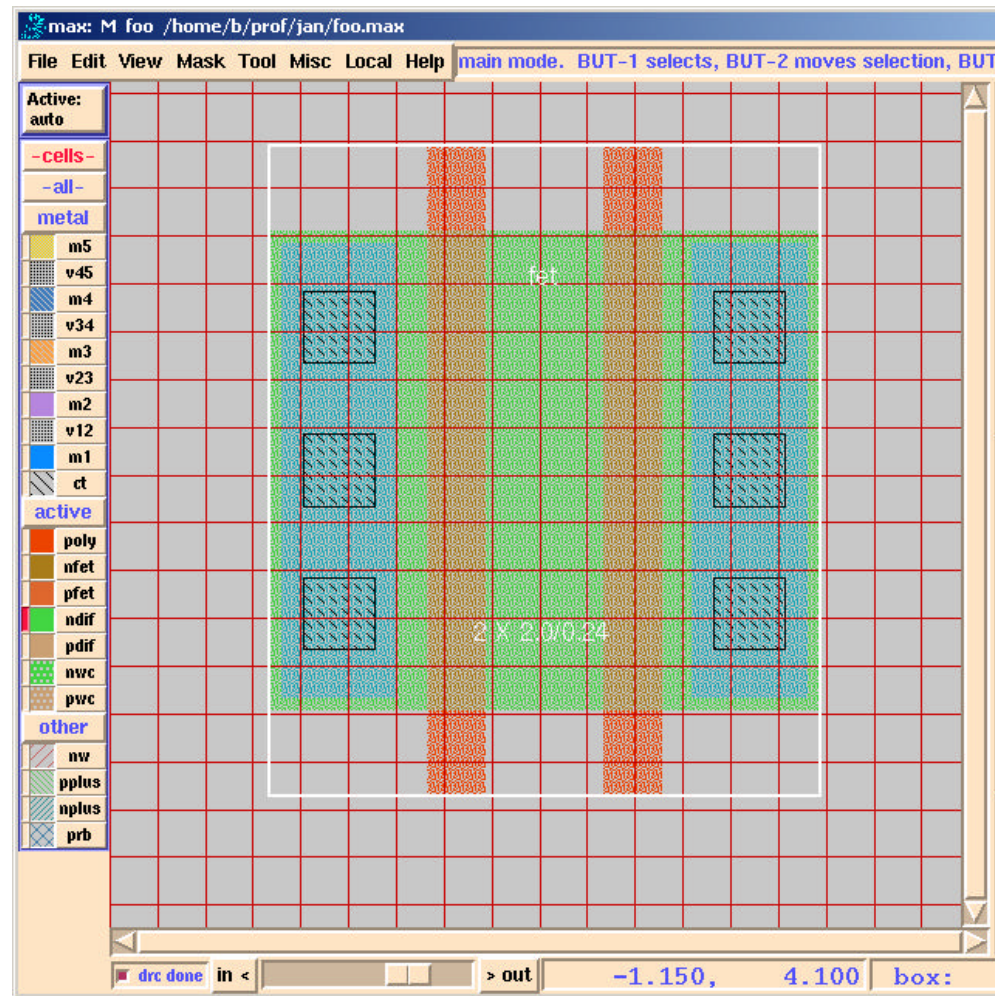 max: M foo /home/b/prof/jan/foo.max
File Edit View Mask Tool Misc Local Help main mode. BUT-1 selects, BUT-2 moves selection, BUT
Active:
auto
-cells-
-all-
metal
m5
v45
m4
v34
m3
v23
m2
v12
m1
ct
active
poly
nfet
pfet
ndif
pdif
nwc
pwc
other
nw
pplus
nplus
prb
fet
2 X 2.0/0.24
drc done in < > out -1.150, 4.100 box: